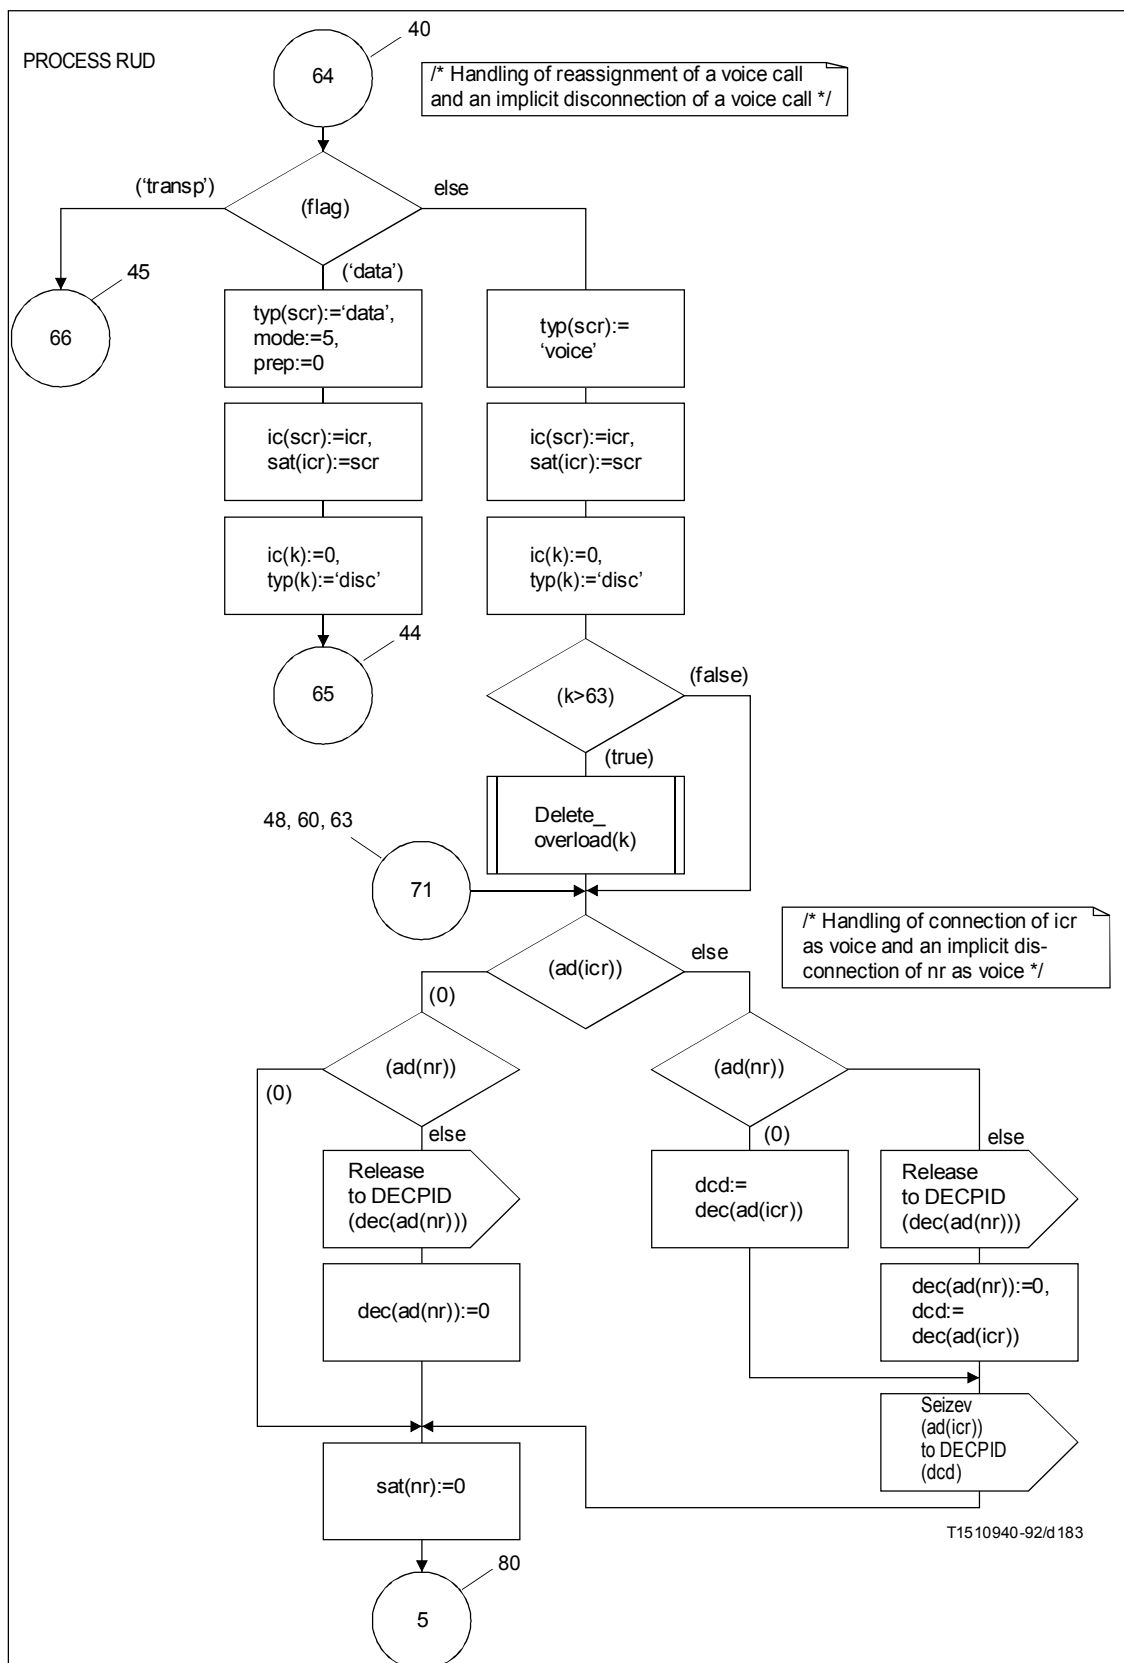 40
PROCESS RUD
64
/* Handling of reassignment of a voice call
and an implicit disconnection of a voice call */
(‘transp’)
else
(flag)
(‘data’)
45
66
typ(scr):=‘data’,
mode:=5,
prep:=0
typ(scr):=
‘voice’
ic(scr):=icr,
sat(icr):=scr
ic(scr):=icr,
sat(icr):=scr
ic(k):=0,
typ(k):=‘disc’
ic(k):=0,
typ(k):=‘disc’
44
65
(k>63)
(false)
(true)
Delete_
overload(k)
48, 60, 63
71
/* Handling of connection of icr
as voice and an implicit dis-
connection of nr as voice */
(ad(icr))
else
(0)
(ad(nr))
(ad(nr))
(0)
else
(0)
else
Release
to DECPID
(dec(ad(nr)))
dcd:=
dec(ad(icr))
Release
to DECPID
(dec(ad(nr)))
dec(ad(nr)):=0
dec(ad(nr)):=0,
dcd:=
dec(ad(icr))
Seizev
(ad(icr))
to DECPID
(dcd)
sat(nr):=0
T1510940-92/d183
80
5